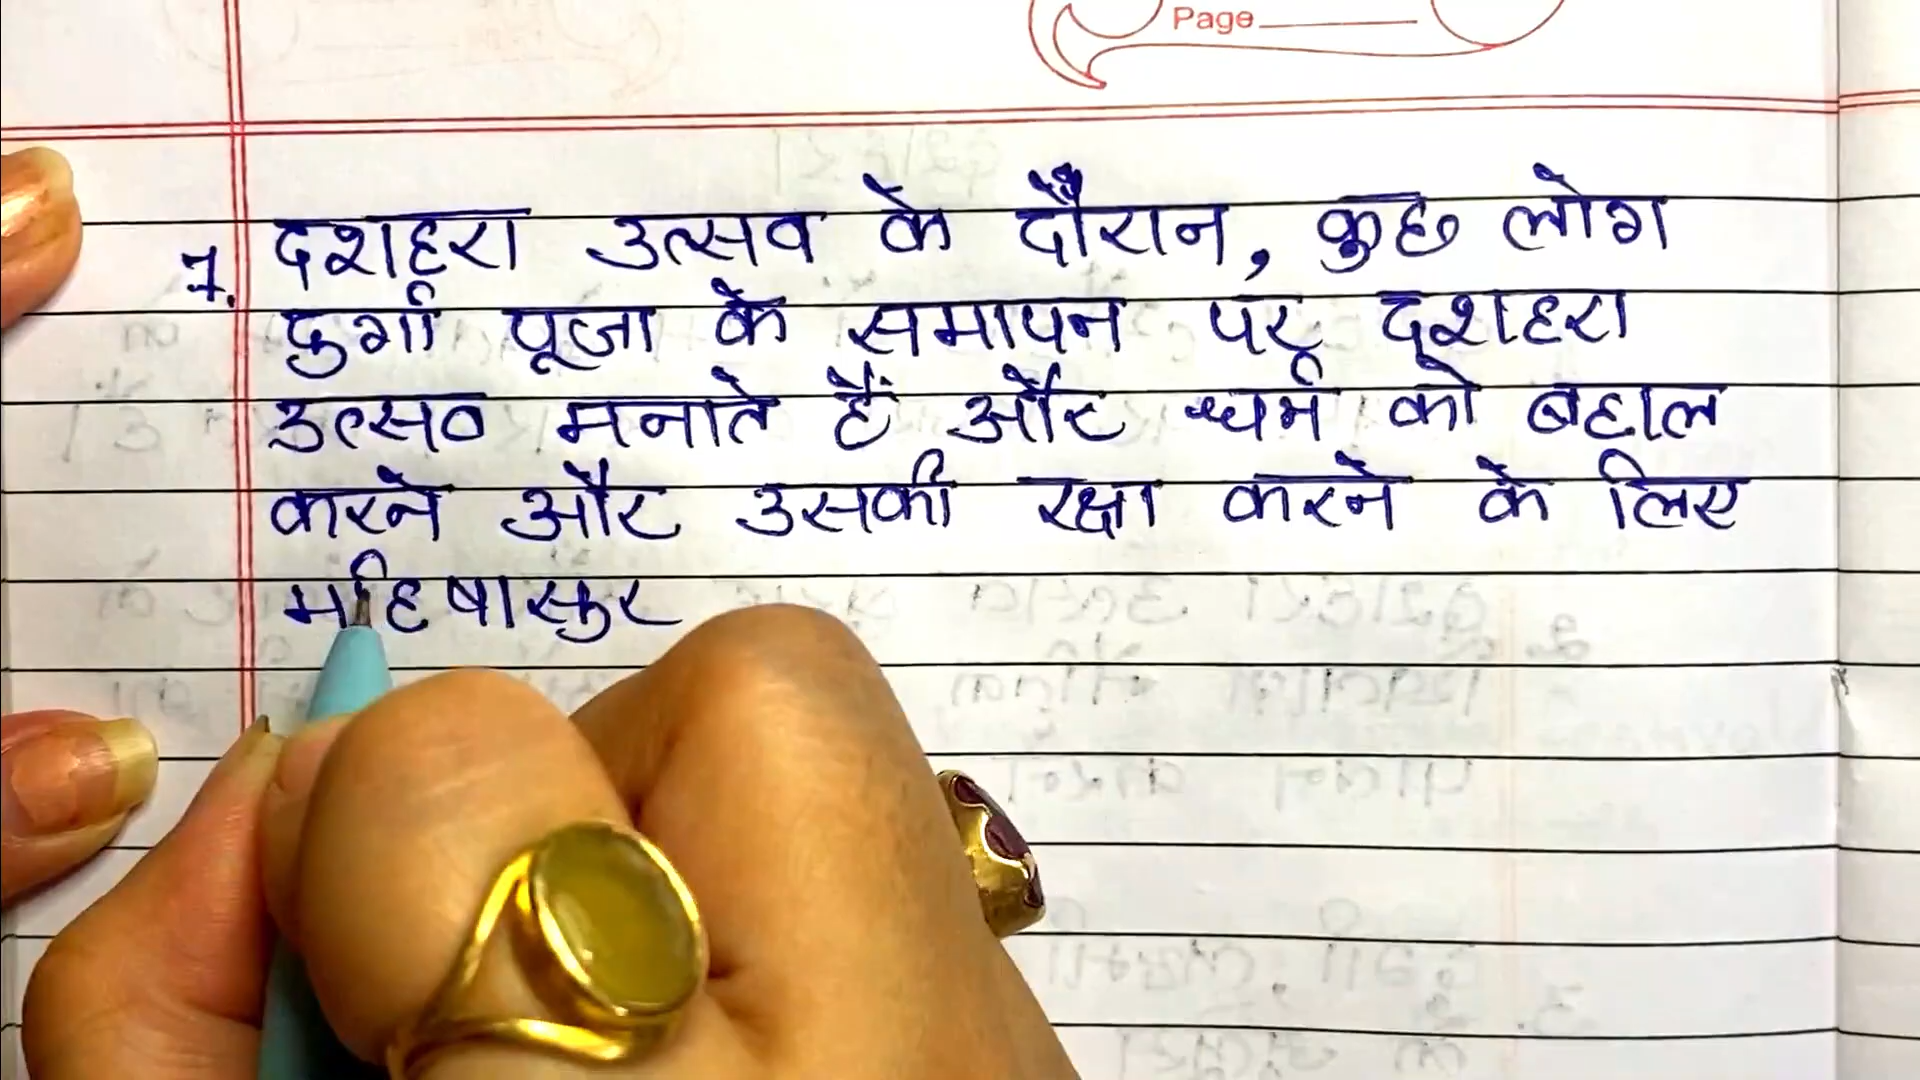 Page
7. दशहरा उत्सव के दौरान, कुछ लोग
दुर्गा पूजा के समापन पर दशहरा
उत्सव मनाते हैं और धर्म को बहाल
करने और उसकी रक्षा करने के लिए
महिषासुर